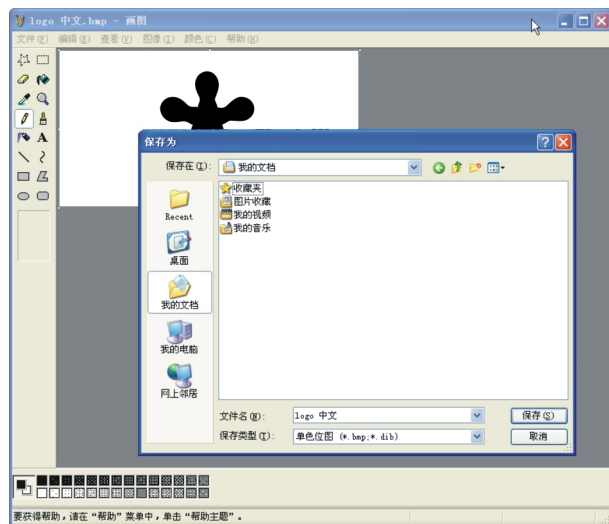 logo 中文.bmp - 画图
文件(F) 编辑(E) 查看(V) 图像(I) 颜色(C) 帮助(H)
保存为
保存在(I): 我的文档
收藏夹
图片收藏
我的视频
我的音乐
Recent
桌面
我的文档
我的电脑
网上邻居
文件名(N): logo 中文 保存(S)
保存类型(T): 单色位图 (*.bmp;*.dib) 取消
要获得帮助，请在“帮助”菜单中，单击“帮助主题”。